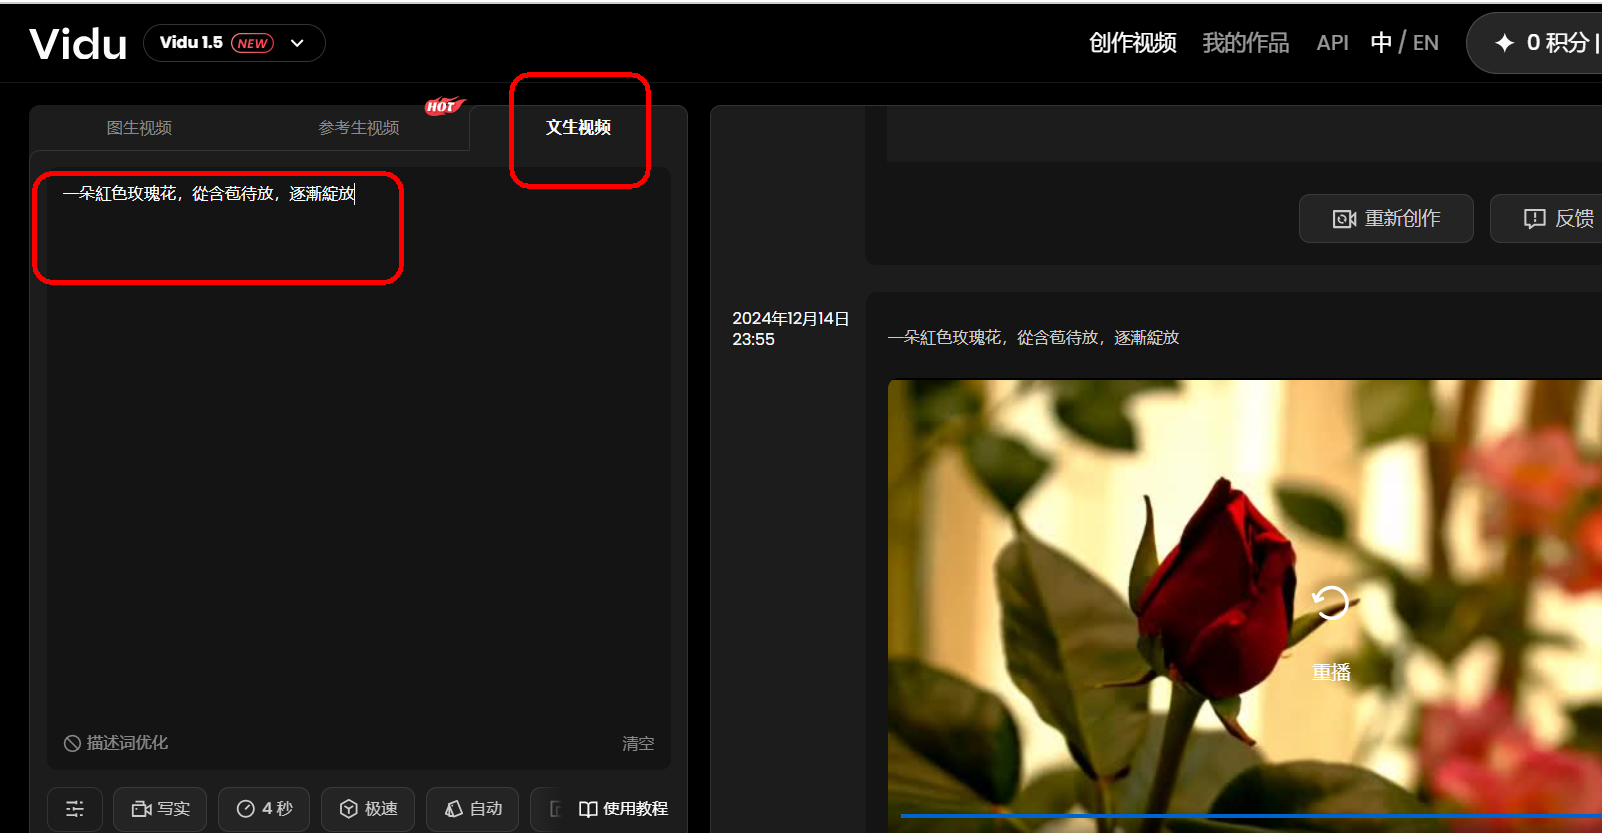 Vidu
Vidu 1.5 NEW
创作视频
我的作品
API
中 / EN
0 积分 |
图生视频
参考生视频
HOT
文生视频
一朵紅色玫瑰花，從含苞待放，逐漸綻放
描述词优化
清空
写实
4 秒
极速
自动
使用教程
重新创作
反馈
2024年12月14日
23:55
一朵紅色玫瑰花，從含苞待放，逐漸綻放
重播